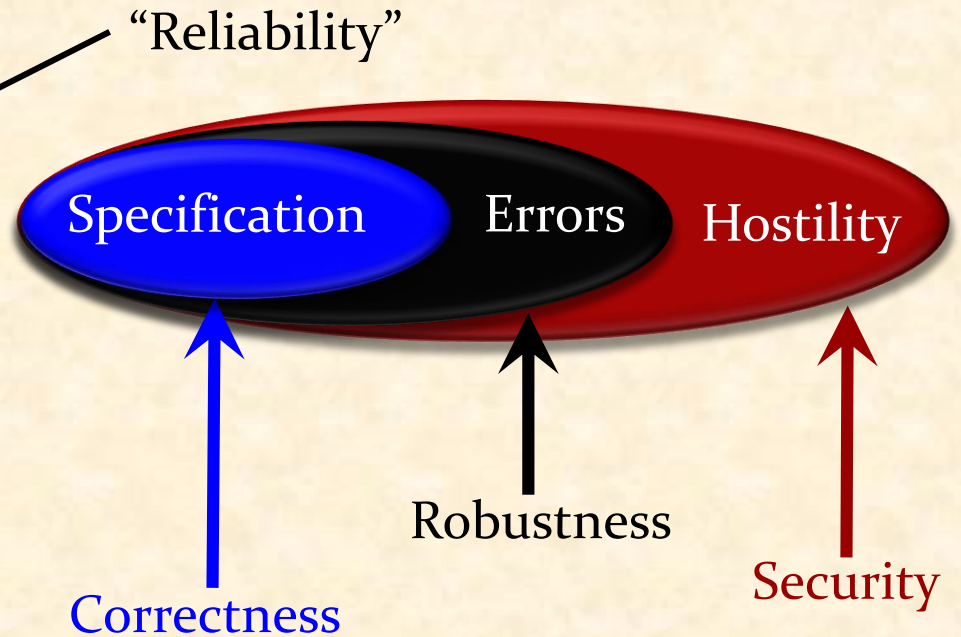 “Reliability”
Specification
Errors
Hostility
Robustness
Security
Correctness